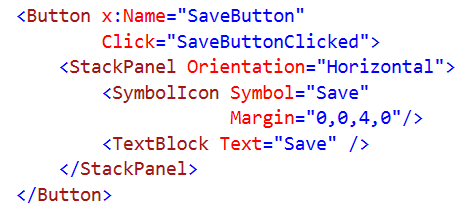 <Button x:Name="SaveButton"
        Click="SaveButtonClicked">
    <StackPanel Orientation="Horizontal">
        <SymbolIcon Symbol="Save"
                    Margin="0,0,4,0"/>
        <TextBlock Text="Save" />
    </StackPanel>
</Button>